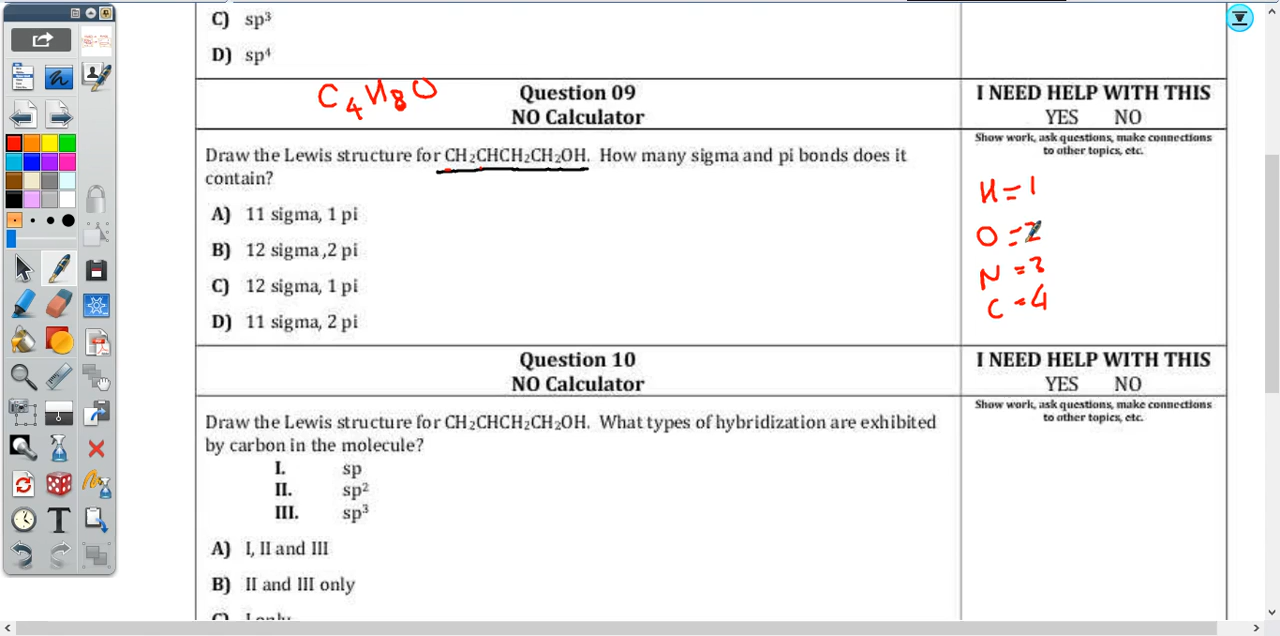 C) sp³
D) sp⁴
C₄H₈O
Question 09
NO Calculator
I NEED HELP WITH THIS
YES NO
Show work, ask questions, make connections
to other topics, etc.
Draw the Lewis structure for CH₂CHCH₂CH₂OH. How many sigma and pi bonds does it
contain?
A) 11 sigma, 1 pi
B) 12 sigma ,2 pi
C) 12 sigma, 1 pi
D) 11 sigma, 2 pi
H = 1
O = 2
N = 3
C = 4
Question 10
NO Calculator
I NEED HELP WITH THIS
YES NO
Show work, ask questions, make connections
to other topics, etc.
Draw the Lewis structure for CH₂CHCH₂CH₂OH. What types of hybridization are exhibited
by carbon in the molecule?
I. sp
II. sp²
III. sp³
A) I, II and III
B) II and III only
C) I only